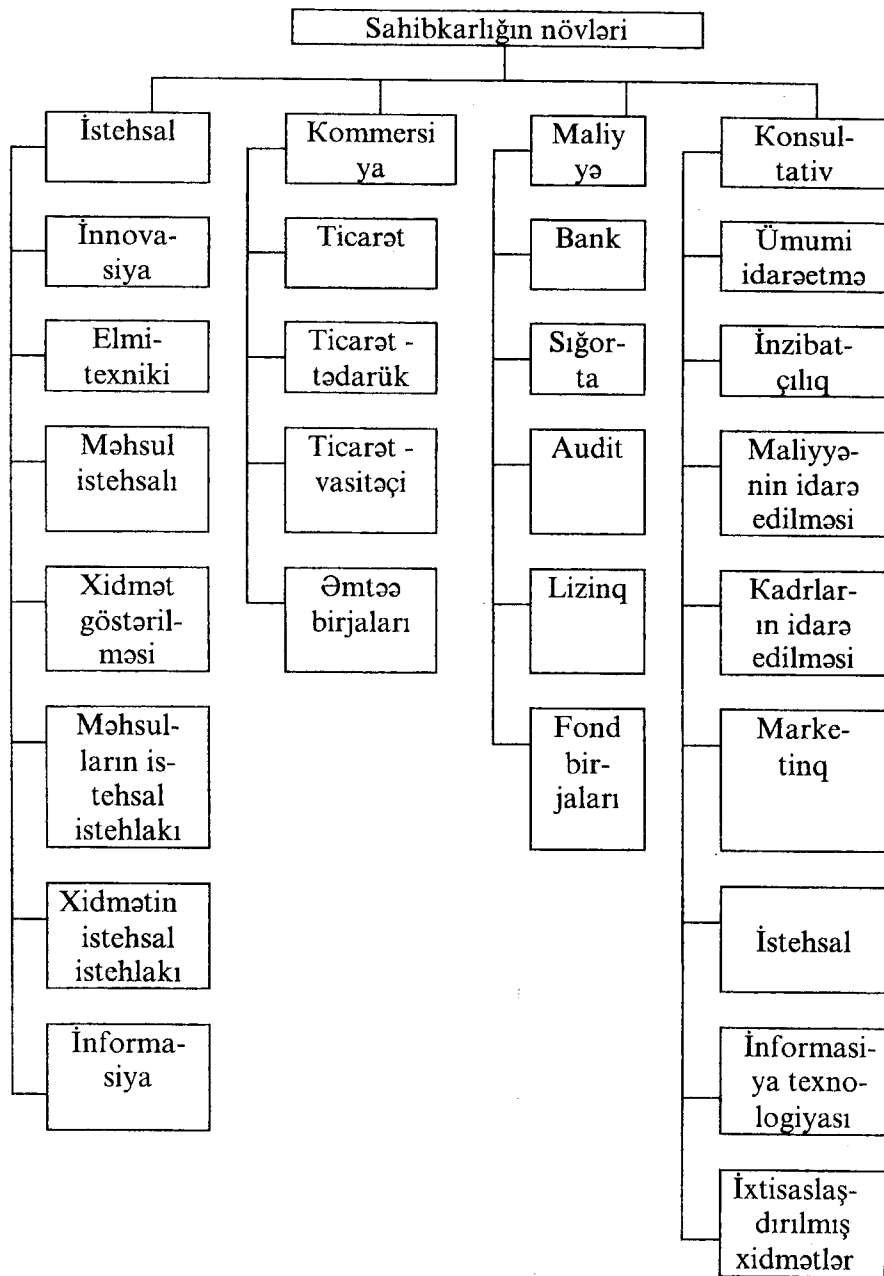 Sahibkarlığın növləri
İstehsal
İnnova-
siya
Elmi-
texniki
Məhsul
istehsalı
Xidmət
göstəril-
məsi
Məhsul-
ların is-
tehsal
istehlakı
Xidmətin
istehsal
istehlakı
İnforma-
siya
Kommersi
ya
Ticarət
Ticarət -
tədarük
Ticarət -
vasitəçi
Əmtəə
birjaları
Maliy
yə
Bank
Sığor-
ta
Audit
Lizinq
Fond
bir-
jaları
Konsul-
tativ
Ümumi
idarəetmə
İnzibat-
çılıq
Maliyyə-
nin idarə
edilməsi
Kadrlar-
ın idarə
edilməsi
Marke-
tinq
İstehsal
İnformasi-
ya texno-
logiyası
İxtisaslaş-
dırılmış
xidmətlər